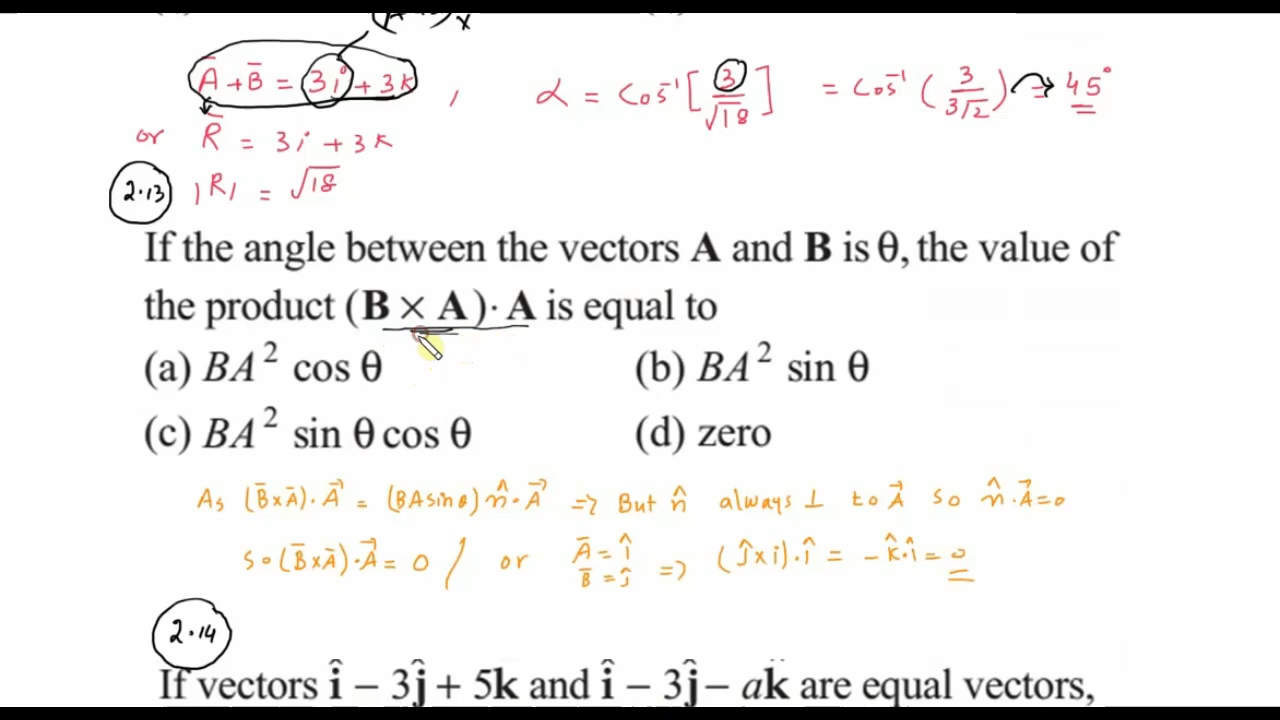 A̅ + B̅ = 3i + 3k , α = Cos⁻¹ [ 3/√18 ] = Cos⁻¹ ( 3/3√2 ) = 45°
or R̅ = 3i + 3k
2.13 |R| = √18
If the angle between the vectors A and B is θ, the value of
the product (B × A) · A is equal to
(a) BA² cos θ (b) BA² sin θ
(c) BA² sin θ cos θ (d) zero
As (B̅xA̅)·A⃗ = (BA sinθ) n̂·A⃗ => But n̂ always ⊥ to A⃗ so n̂·A⃗=0
so (B̅xA̅)·A⃗ = 0 / or A̅ = î B̅ = ĵ => (ĵxi)·î = -k̂·î = 0
2.14
If vectors î − 3ĵ + 5k and î − 3ĵ − ak̂ are equal vectors,